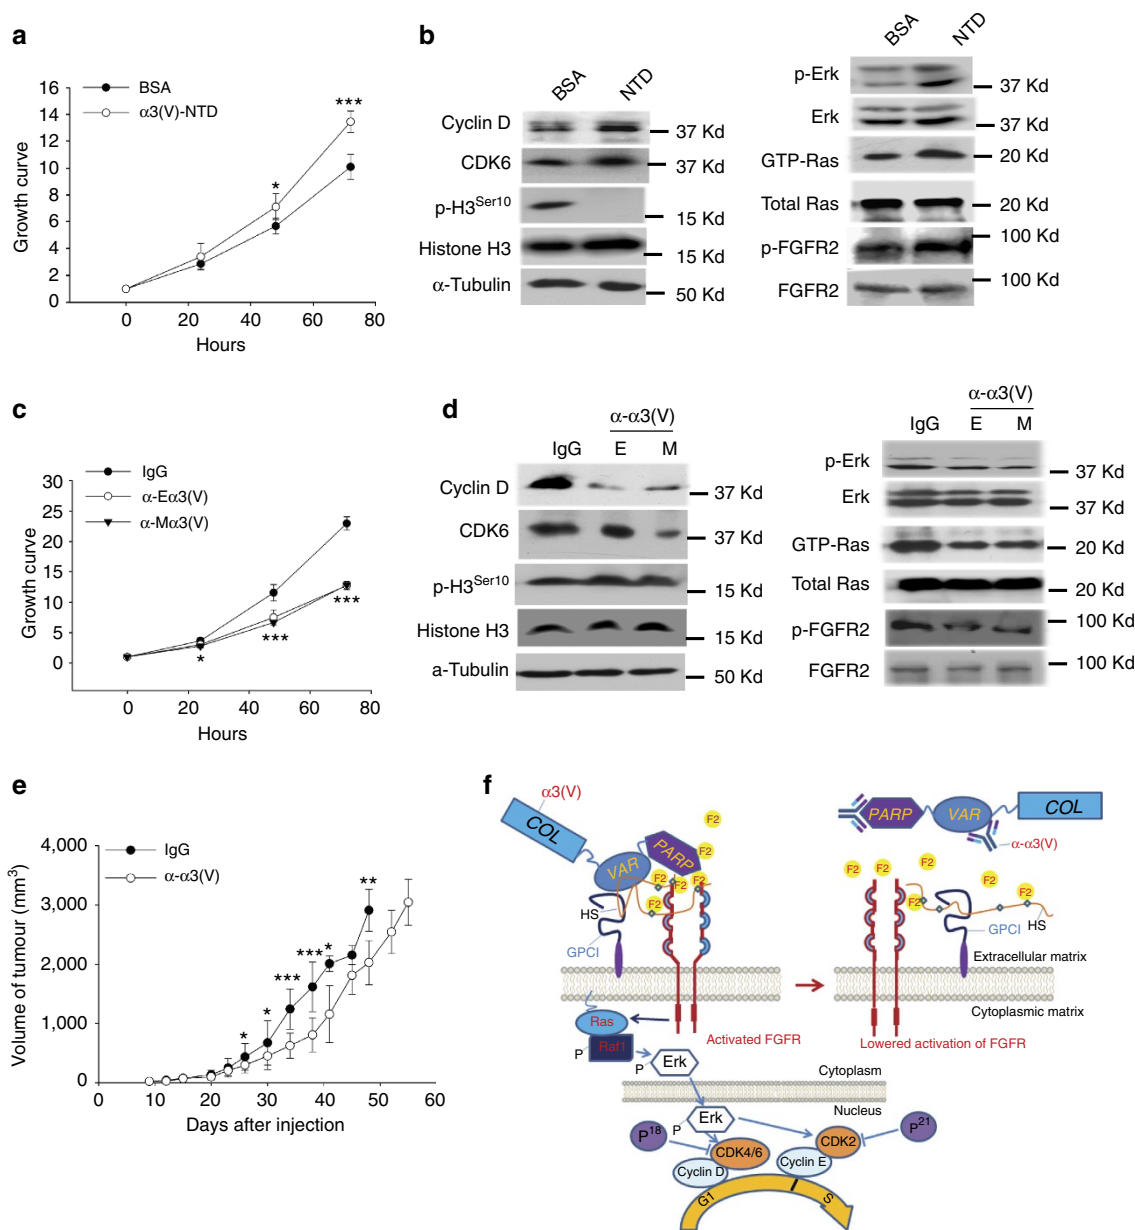 a
BSA
α3(V)-NTD
***
*
16
14
12
10
8
6
4
2
0
Growth curve
0 20 40 60 80
Hours
b
BSA NTD
Cyclin D
37 Kd
CDK6
37 Kd
p-H3Ser10
15 Kd
Histone H3
15 Kd
α-Tubulin
50 Kd
BSA NTD
p-Erk
37 Kd
Erk
37 Kd
GTP-Ras
20 Kd
Total Ras
20 Kd
p-FGFR2
100 Kd
FGFR2
100 Kd
c
IgG
α-Eα3(V)
α-Mα3(V)
30
25
20
15
10
5
0
Growth curve
*
***
***
0 20 40 60 80
Hours
d
α-α3(V)
IgG E M
Cyclin D
37 Kd
CDK6
37 Kd
p-H3Ser10
15 Kd
Histone H3
15 Kd
a-Tubulin
50 Kd
α-α3(V)
IgG E M
p-Erk
37 Kd
Erk
37 Kd
GTP-Ras
20 Kd
Total Ras
20 Kd
p-FGFR2
100 Kd
FGFR2
100 Kd
e
IgG
α-α3(V)
4,000
3,000
2,000
1,000
0
Volume of tumour (mm3)
*
*
***
***
*
**
0 10 20 30 40 50 60
Days after injection
f
α3(V)
COL
VAR
PARP
F2
F2
F2
F2
F2
HS
GPCI
Ras
Raf1
P
Activated FGFR
P
Erk
PARP
VAR
COL
α-α3(V)
F2
F2
F2
F2
F2
F2
HS
GPCI
Extracellular matrix
Cytoplasmic matrix
Lowered activation of FGFR
Cytoplasm
Nucleus
P
Erk
P18
CDK4/6
Cyclin D
CDK2
Cyclin E
P21
G1
S